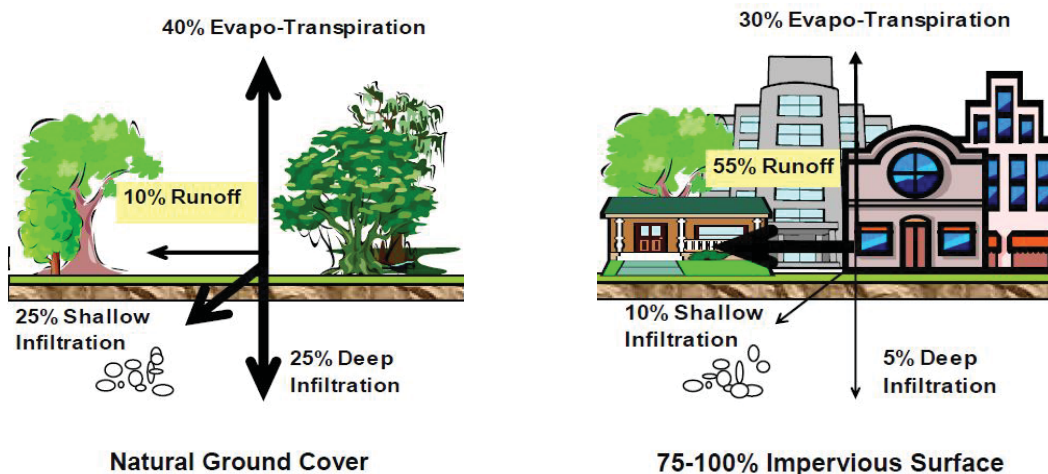 40% Evapo-Transpiration
10% Runoff
25% Shallow
Infiltration
25% Deep
Infiltration
Natural Ground Cover
30% Evapo-Transpiration
55% Runoff
10% Shallow
Infiltration
5% Deep
Infiltration
75-100% Impervious Surface